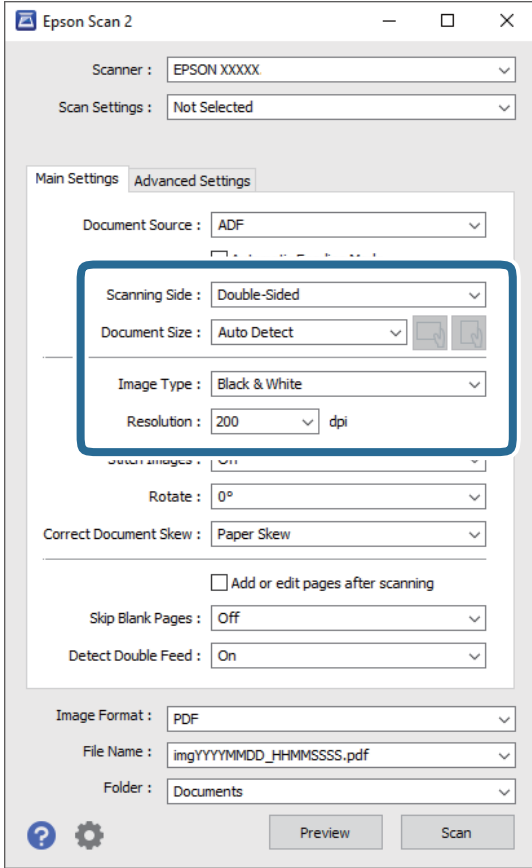 Epson Scan 2
Scanner : EPSON XXXXX
Scan Settings : Not Selected
Main Settings Advanced Settings
Document Source : ADF
Scanning Side : Double-Sided
Document Size : Auto Detect
Image Type : Black & White
Resolution : 200 dpi
Stitch Images : Off
Rotate : 0°
Correct Document Skew : Paper Skew
Add or edit pages after scanning
Skip Blank Pages : Off
Detect Double Feed : On
Image Format : PDF
File Name : imgYYYYMMDD_HHMMSSSS.pdf
Folder : Documents
? Preview Scan